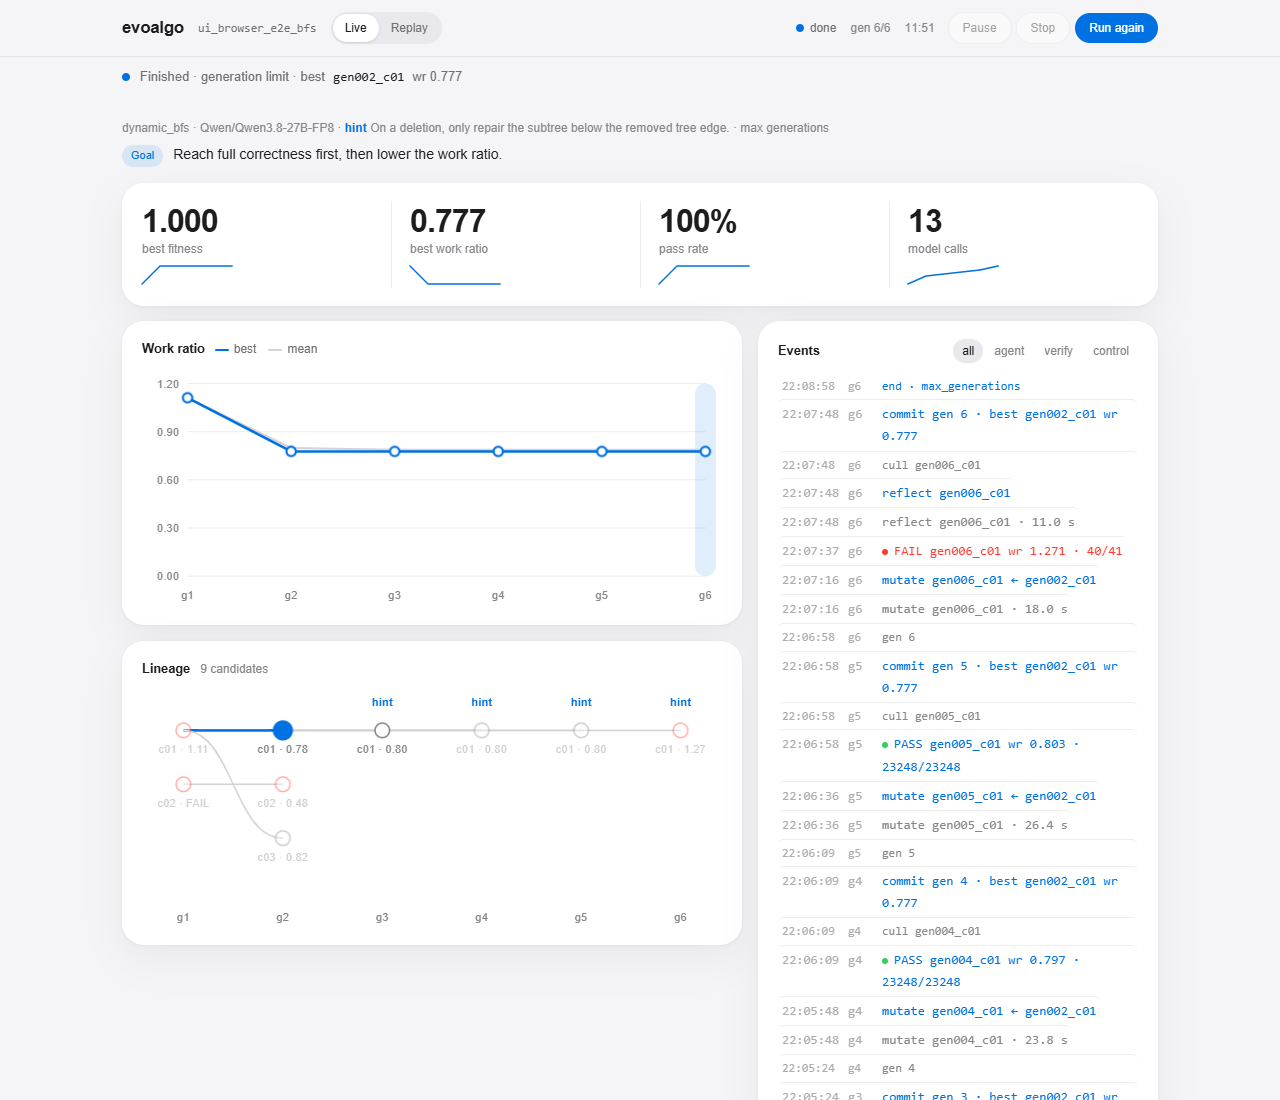 evoalgo ui_browser_e2e_bfs Live Replay done gen 6/6 11:51 Pause Stop Run again
Finished · generation limit · best gen002_c01 wr 0.777
dynamic_bfs · Qwen/Qwen3.8-27B-FP8 · hint On a deletion, only repair the subtree below the removed tree edge. · max generations
Goal Reach full correctness first, then lower the work ratio.
1.000
best fitness
0.777
best work ratio
100%
pass rate
13
model calls
Work ratio best mean
1.20
0.90
0.60
0.30
0.00
g1 g2 g3 g4 g5 g6
Lineage 9 candidates
hint hint hint hint
c01 · 1.11 c01 · 0.78 c01 · 0.80 c01 · 0.80 c01 · 0.80 c01 · 1.27
c02 · FAIL c02 · 0.48
c03 · 0.82
g1 g2 g3 g4 g5 g6
Events all agent verify control
22:08:58 g6 end · max_generations
22:07:48 g6 commit gen 6 · best gen002_c01 wr
0.777
22:07:48 g6 cull gen006_c01
22:07:48 g6 reflect gen006_c01
22:07:48 g6 reflect gen006_c01 · 11.0 s
22:07:37 g6 FAIL gen006_c01 wr 1.271 · 40/41
22:07:16 g6 mutate gen006_c01 ← gen002_c01
22:07:16 g6 mutate gen006_c01 · 18.0 s
22:06:58 g6 gen 6
22:06:58 g5 commit gen 5 · best gen002_c01 wr
0.777
22:06:58 g5 cull gen005_c01
22:06:58 g5 PASS gen005_c01 wr 0.803 ·
23248/23248
22:06:36 g5 mutate gen005_c01 ← gen002_c01
22:06:36 g5 mutate gen005_c01 · 26.4 s
22:06:09 g5 gen 5
22:06:09 g4 commit gen 4 · best gen002_c01 wr
0.777
22:06:09 g4 cull gen004_c01
22:06:09 g4 PASS gen004_c01 wr 0.797 ·
23248/23248
22:05:48 g4 mutate gen004_c01 ← gen002_c01
22:05:48 g4 mutate gen004_c01 · 23.8 s
22:05:24 g4 gen 4
22:05:24 g3 commit gen 3 · best gen002_c01 wr